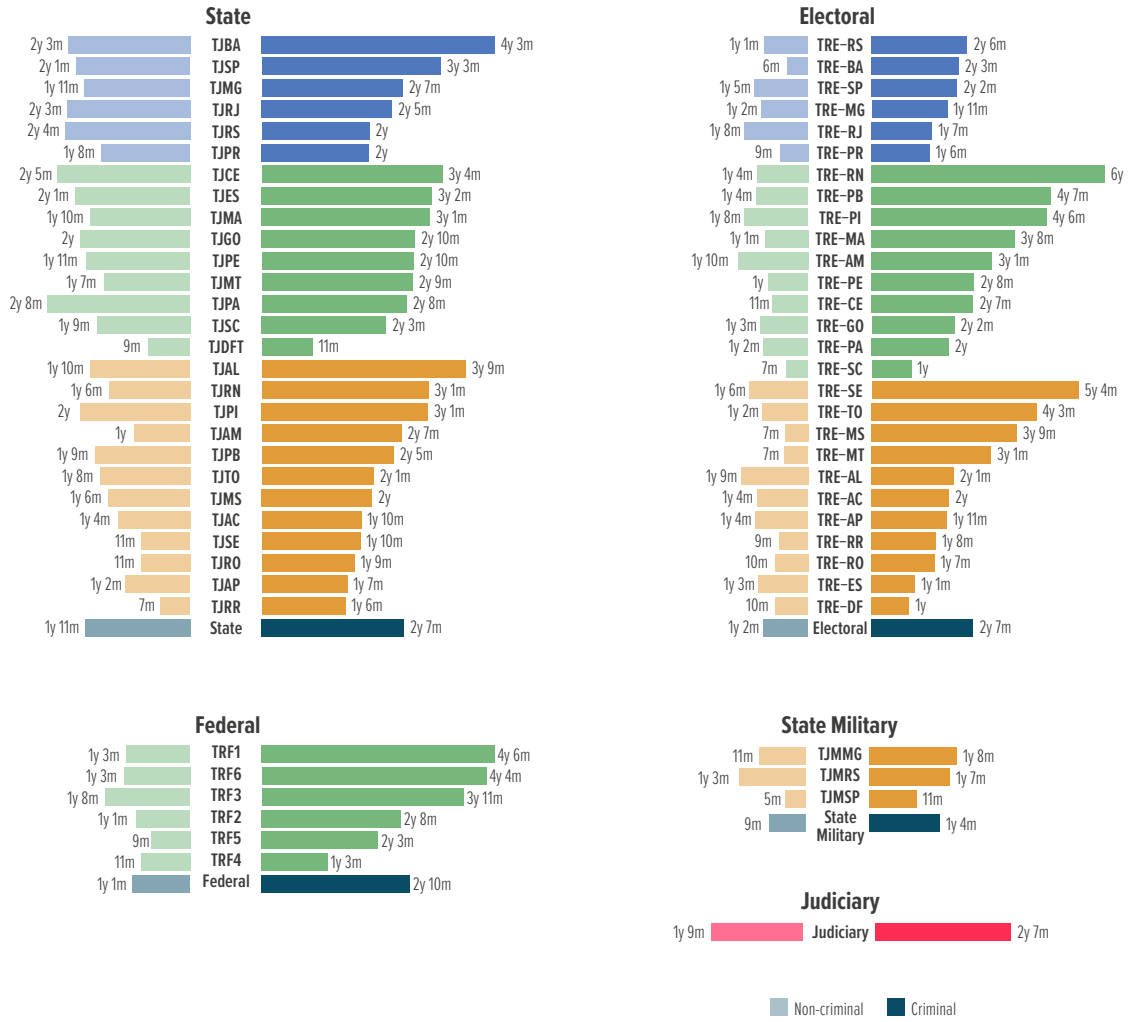 State
2y 3m TJBA 4y 3m
2y 1m TJSP 3y 3m
1y 11m TJMG 2y 7m
2y 3m TJRJ 2y 5m
2y 4m TJRS 2y
1y 8m TJPR 2y
2y 5m TJCE 3y 4m
2y 1m TJES 3y 2m
1y 10m TJMA 3y 1m
2y TJGO 2y 10m
1y 11m TJPE 2y 10m
1y 7m TJMT 2y 9m
2y 8m TJPA 2y 8m
1y 9m TJSC 2y 3m
9m TJDFT 11m
1y 10m TJAL 3y 9m
1y 6m TJRN 3y 1m
2y TJPI 3y 1m
1y TJAM 2y 7m
1y 9m TJPB 2y 5m
1y 8m TJTO 2y 1m
1y 6m TJMS 2y
1y 4m TJAC 1y 10m
11m TJSE 1y 10m
11m TJRO 1y 9m
1y 2m TJAP 1y 7m
7m TJRR 1y 6m
1y 11m State 2y 7m
Electoral
1y 1m TRE-RS 2y 6m
6m TRE-BA 2y 3m
1y 5m TRE-SP 2y 2m
1y 2m TRE-MG 1y 11m
1y 8m TRE-RJ 1y 7m
9m TRE-PR 1y 6m
1y 4m TRE-RN 6y
1y 4m TRE-PB 4y 7m
1y 8m TRE-PI 4y 6m
1y 1m TRE-MA 3y 8m
1y 10m TRE-AM 3y 1m
1y TRE-PE 2y 8m
11m TRE-CE 2y 7m
1y 3m TRE-GO 2y 2m
1y 2m TRE-PA 2y
7m TRE-SC 1y
1y 6m TRE-SE 5y 4m
1y 2m TRE-TO 4y 3m
7m TRE-MS 3y 9m
7m TRE-MT 3y 1m
1y 9m TRE-AL 2y 1m
1y 4m TRE-AC 2y
1y 4m TRE-AP 1y 11m
9m TRE-RR 1y 8m
10m TRE-RO 1y 7m
1y 3m TRE-ES 1y 1m
10m TRE-DF 1y
1y 2m Electoral 2y 7m
Federal
1y 3m TRF1 4y 6m
1y 3m TRF6 4y 4m
1y 8m TRF3 3y 11m
1y 1m TRF2 2y 8m
9m TRF5 2y 3m
11m TRF4 1y 3m
1y 1m Federal 2y 10m
State Military
11m TJMMG 1y 8m
1y 3m TJMRS 1y 7m
5m TJMSP 11m
9m State 1y 4m
Military
Judiciary
1y 9m Judiciary 2y 7m
Non-criminal Criminal